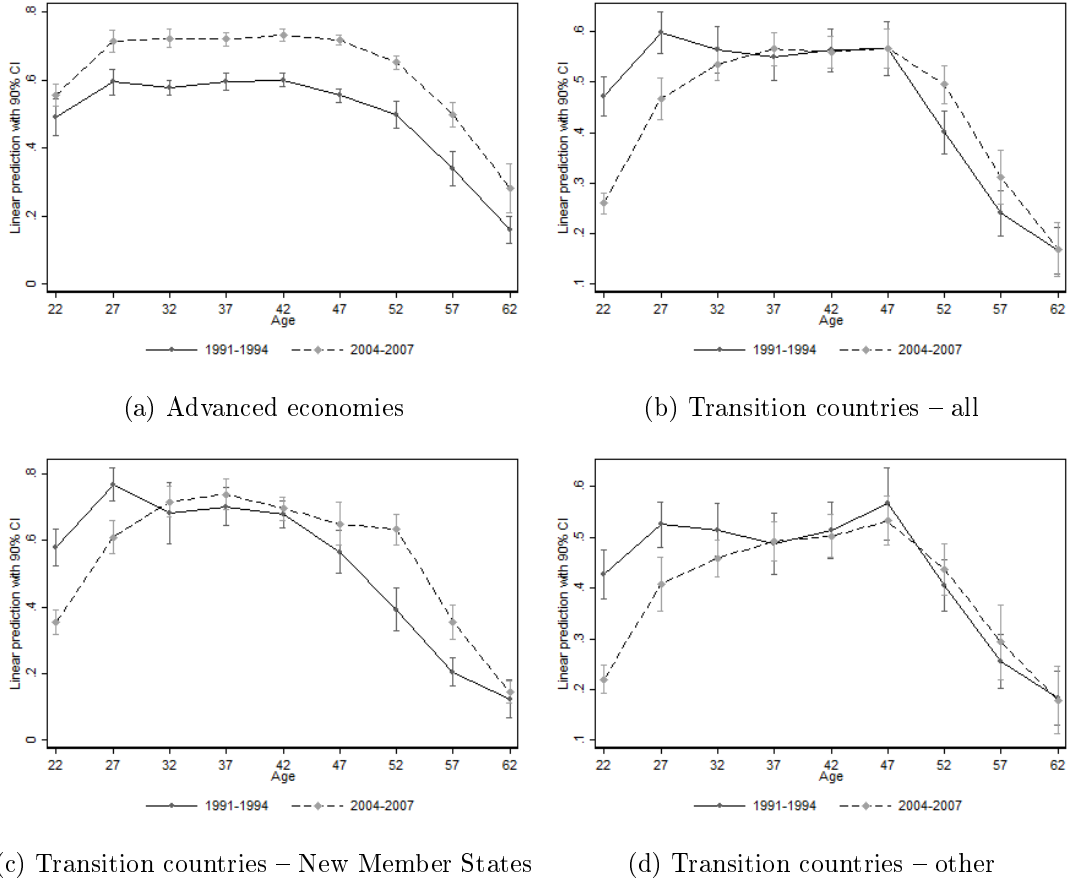 Linear prediction with 90% CI
.8
.6
.4
.2
0
22 27 32 37 42 47 52 57 62
Age
1991-1994 2004-2007
(a) Advanced economies
Linear prediction with 90% CI
.6
.5
.4
.3
.2
.1
22 27 32 37 42 47 52 57 62
Age
1991-1994 2004-2007
(b) Transition countries – all
Linear prediction with 90% CI
.8
.6
.4
.2
0
22 27 32 37 42 47 52 57 62
Age
1991-1994 2004-2007
(c) Transition countries – New Member States
Linear prediction with 90% CI
.6
.5
.4
.3
.2
.1
22 27 32 37 42 47 52 57 62
Age
1991-1994 2004-2007
(d) Transition countries – other